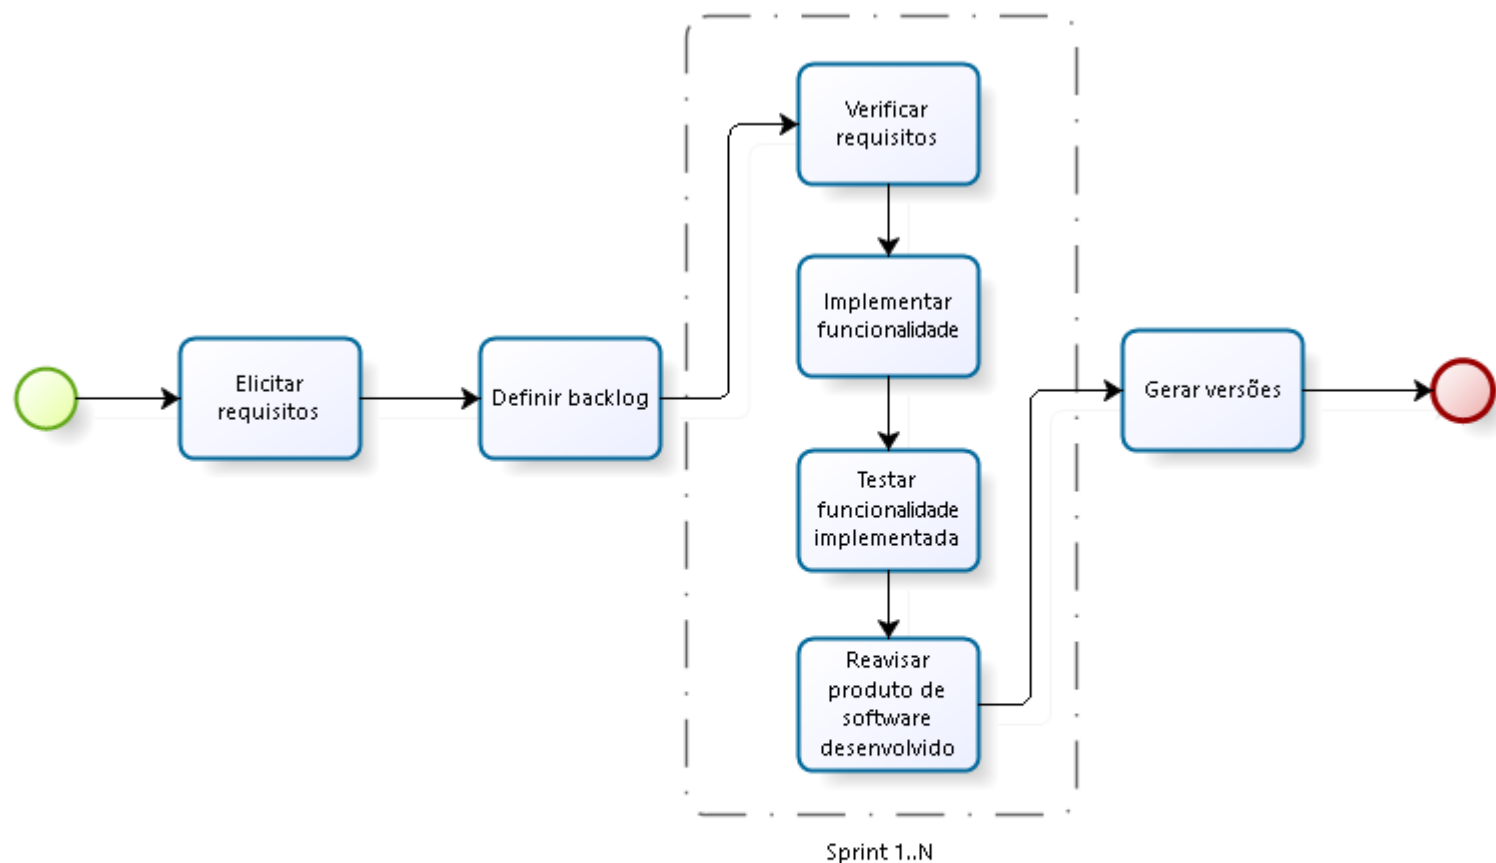 Elicitar
requisitos
Definir backlog
Verificar
requisitos
Implementar
funcionalidade
Testar
funcionalidade
implementada
Reavisar
produto de
software
desenvolvido
Gerar versões
Sprint 1..N